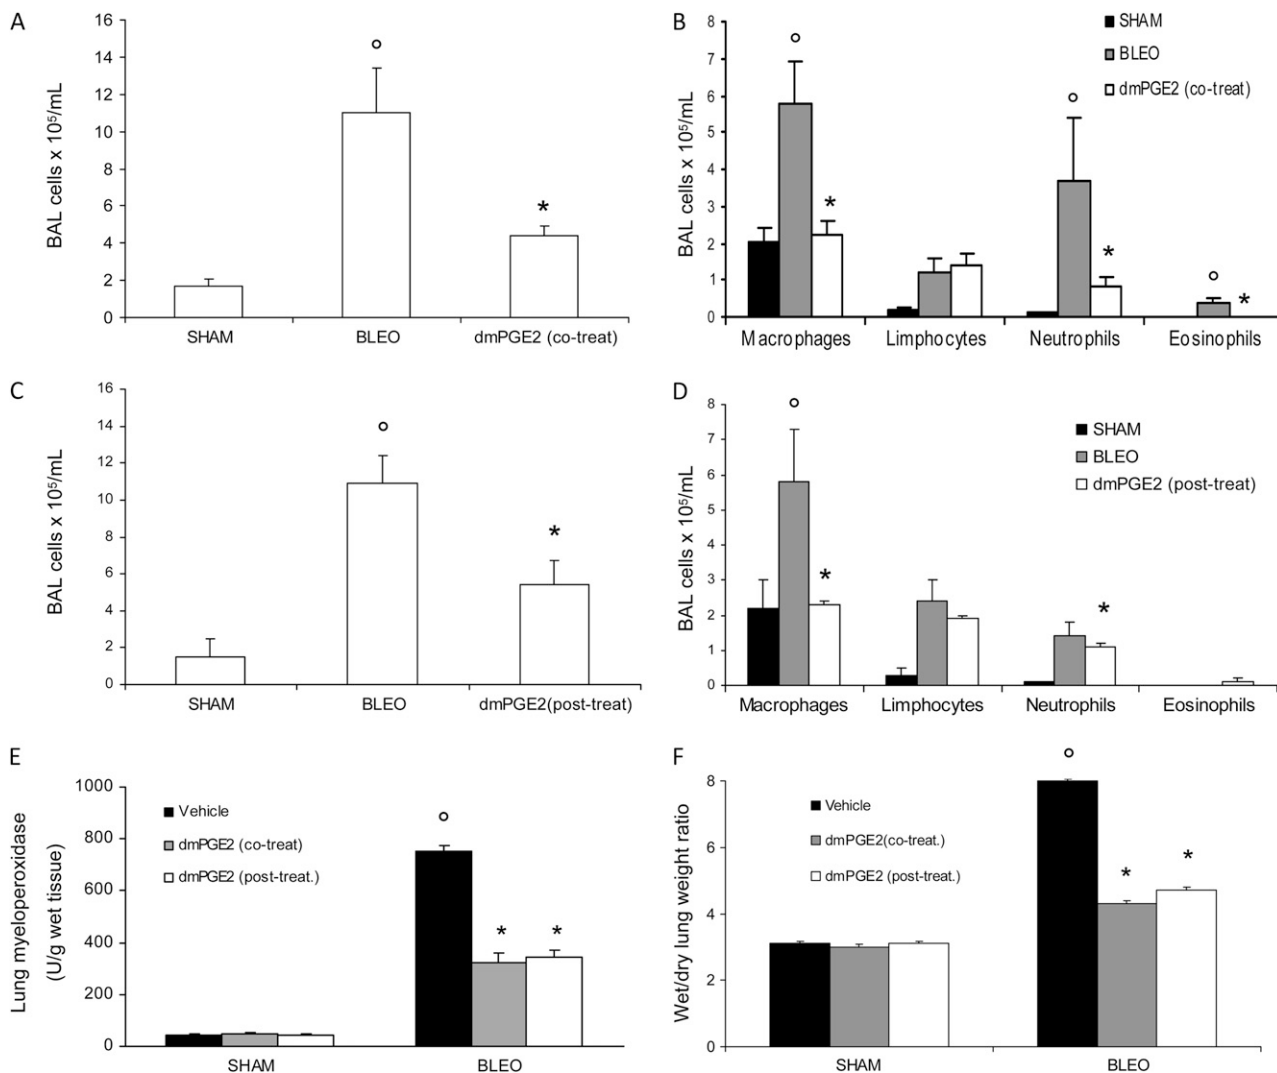 A
BAL cells x 10⁵/mL
16
14
12
10
8
6
4
2
0
°
*
SHAM BLEO dmPGE2 (co-treat)
B
BAL cells x 10⁵/mL
8
7
6
5
4
3
2
1
0
SHAM
BLEO
dmPGE2 (co-treat)
°
*
°
*
°
*
Macrophages Limphocytes Neutrophils Eosinophils
C
BAL cells x 10⁵/mL
16
14
12
10
8
6
4
2
0
°
*
SHAM BLEO dmPGE2(post-treat)
D
BAL cells x 10⁵/mL
8
7
6
5
4
3
2
1
0
SHAM
BLEO
dmPGE2 (post-treat)
°
*
*
Macrophages Limphocytes Neutrophils Eosinophils
E
Lung myeloperoxidase
(U/g wet tissue)
1000
800
600
400
200
0
Vehicle
dmPGE2 (co-treat)
dmPGE2 (post-treat.)
°
* *
SHAM BLEO
F
Wet/dry lung weight ratio
8
6
4
2
0
Vehicle
dmPGE2(co-treat.)
dmPGE2 (post-treat.)
°
* *
SHAM BLEO